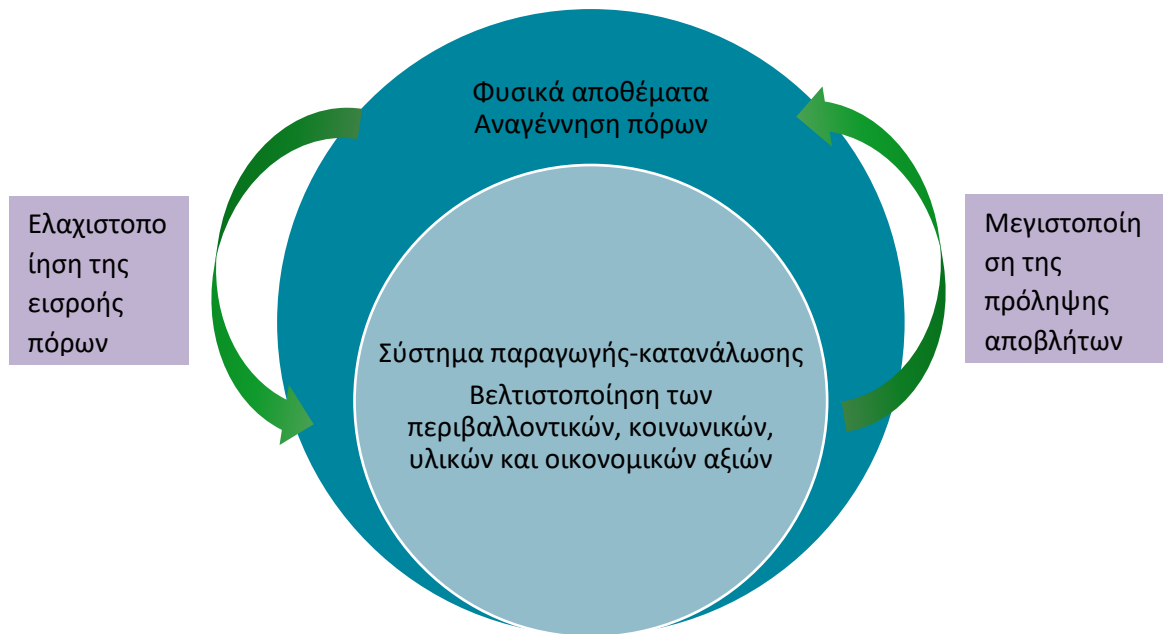 Φυσικά αποθέματα
Αναγέννηση πόρων
Ελαχιστοπο
ίηση της
εισροής
πόρων
Μεγιστοποίη
ση της
πρόληψης
αποβλήτων
Σύστημα παραγωγής-κατανάλωσης
Βελτιστοποίηση των
περιβαλλοντικών, κοινωνικών,
υλικών και οικονομικών αξιών